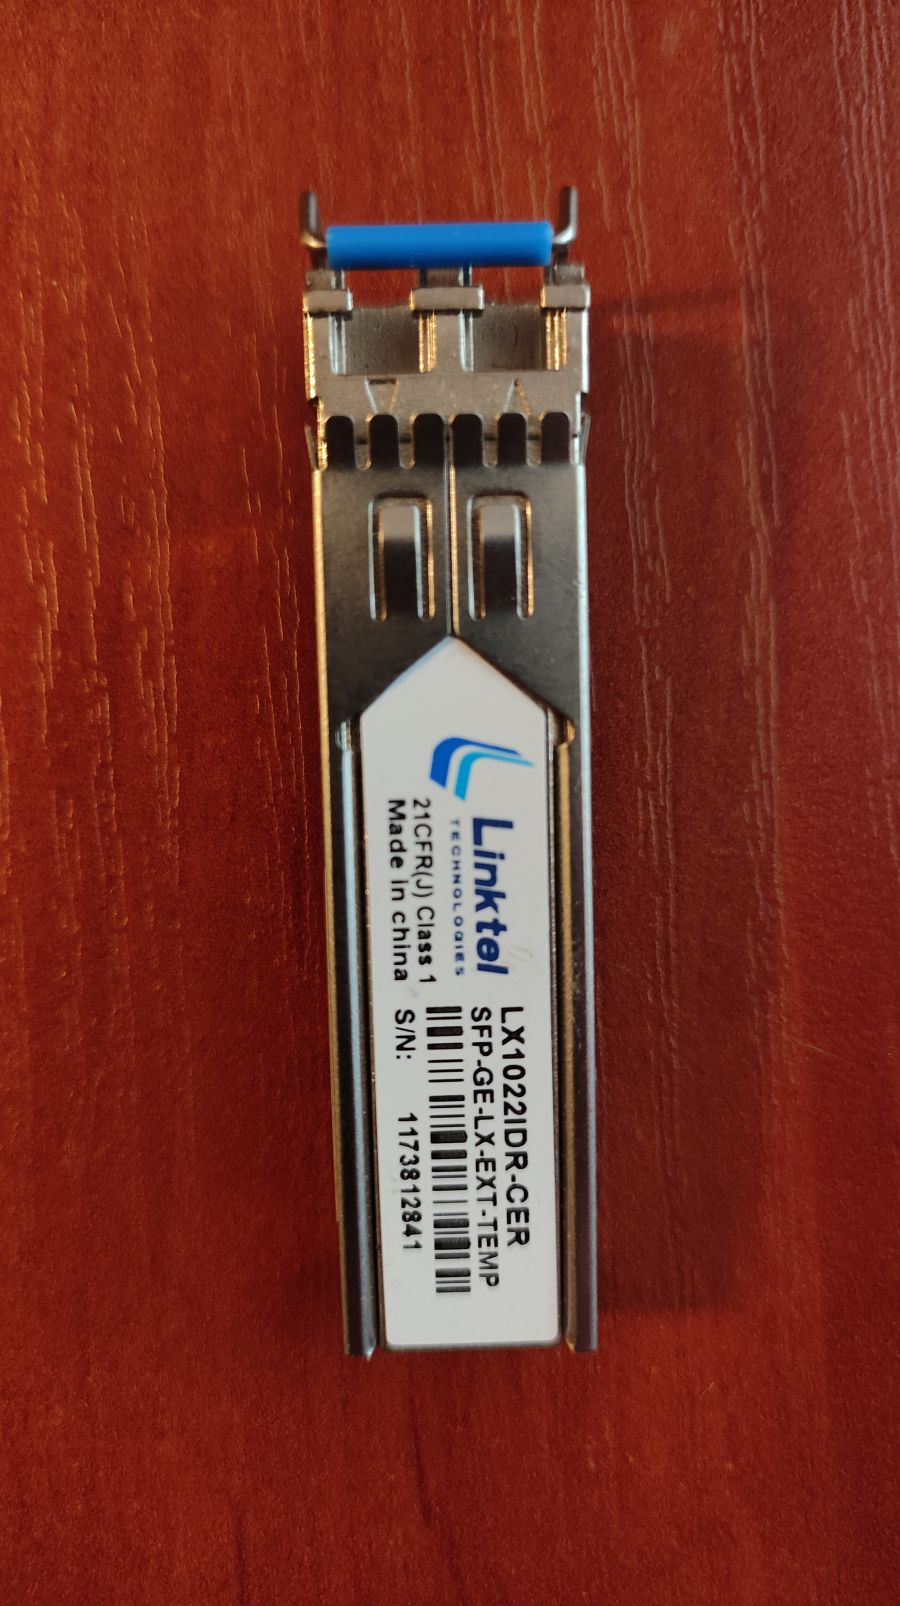 Linktel
TECHNOLOGIES
21CFR(J) Class 1
Made in china
LX1022IDR-CER
SFP-GE-LX-EXT-TEMP
S/N: 1173812841